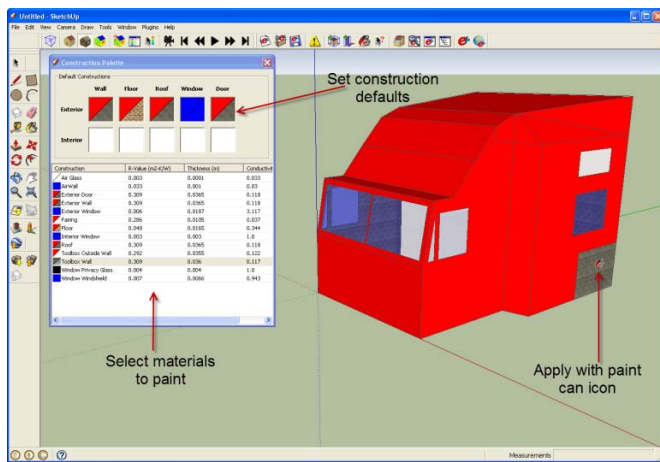 Untitled - SketchUp
File Edit View Camera Draw Tools Window Plugins Help
Construction Palette
Default Constructions
Wall Floor Roof Window Door
Exterior
Interior
Set construction
defaults
Construction R-Value (m2-K/W) Thickness (m) Conductivit
Air Glass 0.003 0.0001 0.033
AirWall 0.033 0.001 0.03
Exterior Door 0.309 0.0365 0.118
Exterior Wall 0.309 0.0365 0.118
Exterior Window 0.006 0.0187 3.117
Fairing 0.286 0.0105 0.037
Floor 0.048 0.0165 0.344
Interior Window 0.003 0.003 1.0
Roof 0.309 0.0365 0.118
Toolbox Outside Wall 0.292 0.0355 0.122
Toolbox Wall 0.309 0.036 0.117
Window Privacy Glass 0.004 0.004 1.0
Window Windshield 0.007 0.0066 0.943
Select materials
to paint
Apply with paint
can icon
Measurements